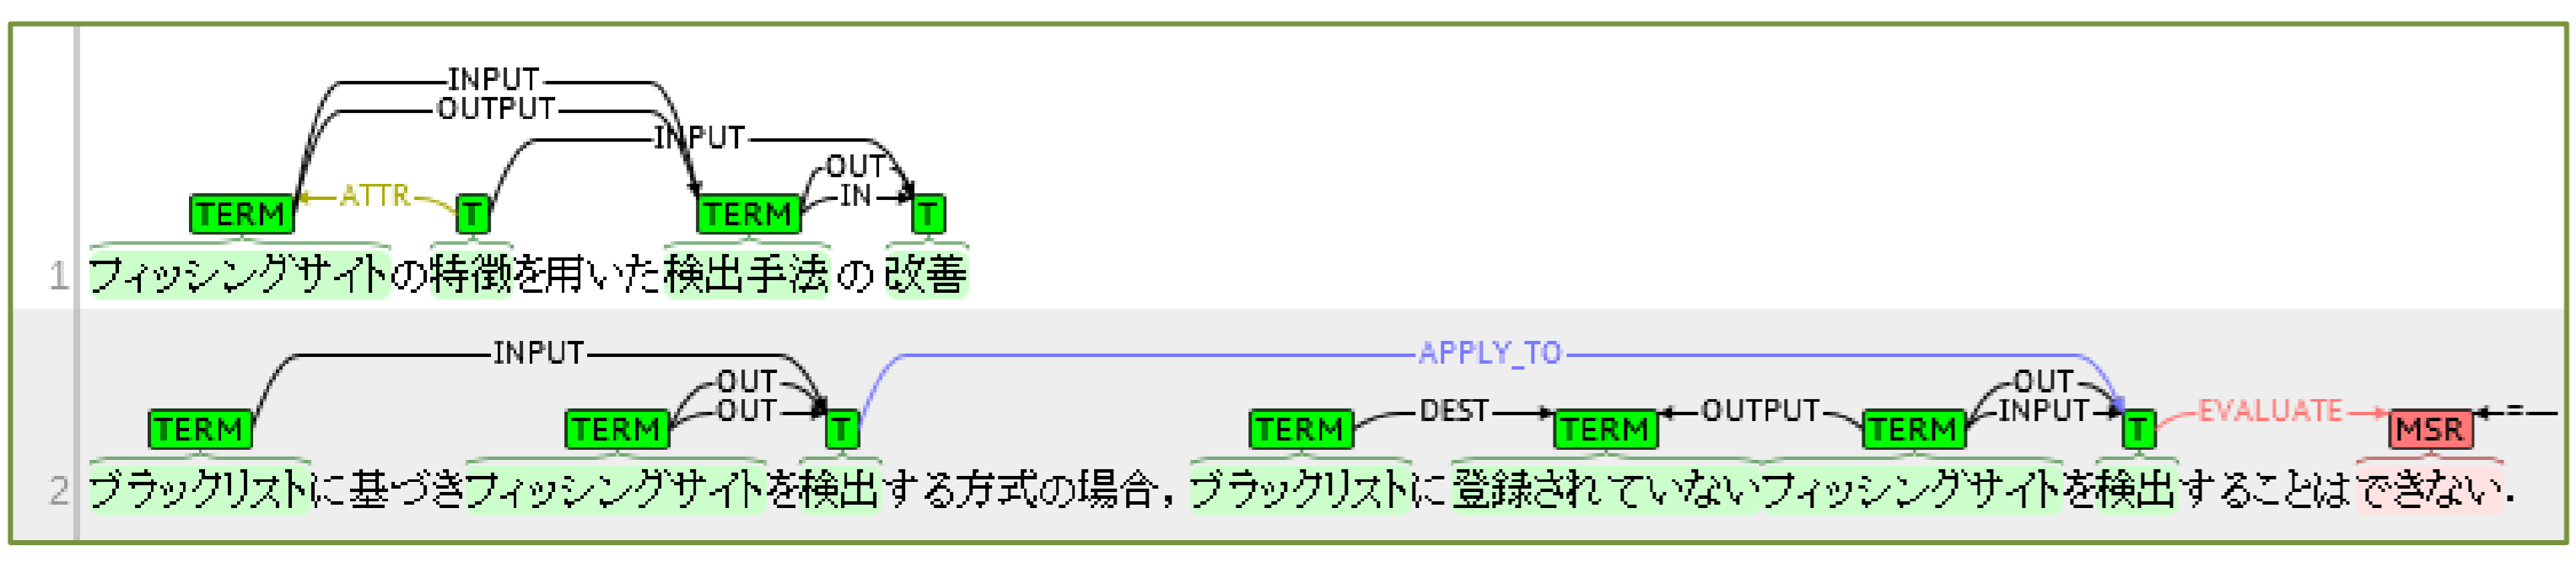 INPUT
OUTPUT
INPUT
OUT
ATTR IN
TERM T TERM T
1 フィッシングサイトの特徴を用いた検出手法の改善
INPUT APPLY_TO
OUT OUT
OUT DEST OUTPUT INPUT EVALUATE =
TERM TERM T TERM TERM TERM T MSR
2 ブラックリストに基づきフィッシングサイトを検出する方式の場合，ブラックリストに登録されていないフィッシングサイトを検出することはできない．